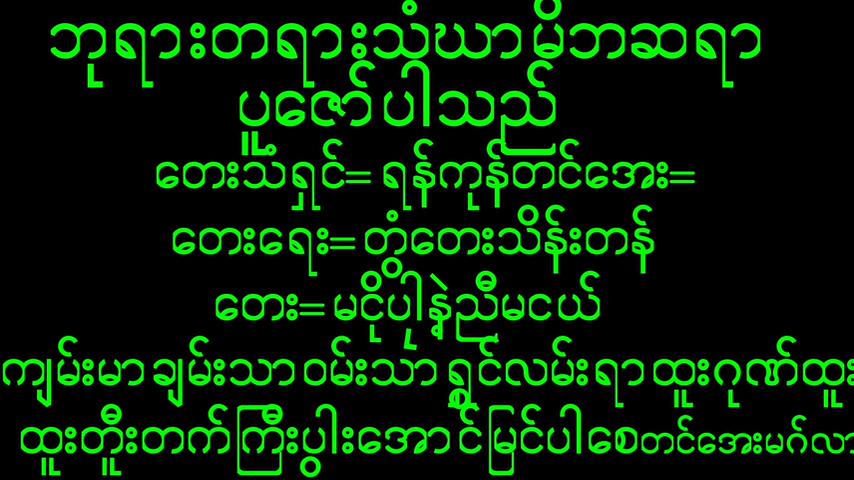 ဘုရားတရားသံဃာမိဘဆရာ
ပူဇော်ပါသည်
တေးသံရှင်= ရန်ကုန်တင်အေး=
တေးရေး= တွံတေးသိန်းတန်
တေး= မငိုပုါနဲ့ညီမငယ်
ကျမ်းမာ ချမ်းသာ ဝမ်းသာ ရွှင်လမ်း ရာ ထူးဂုဏ်ထူး
ထူးတိုးတက်ကြီးပွါးအောင်မြင်ပါ စေတင်အေးမဂ်လာ